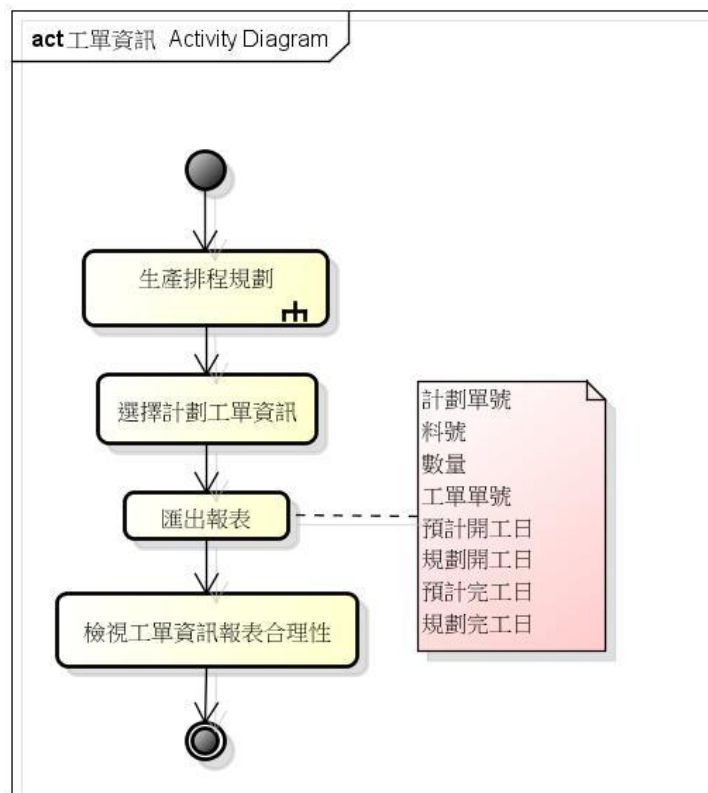 act 工單資訊 Activity Diagram
生產排程規劃
選擇計劃工單資訊
匯出報表
檢視工單資訊報表合理性
計劃單號
料號
數量
工單單號
預計開工日
規劃開工日
預計完工日
規劃完工日